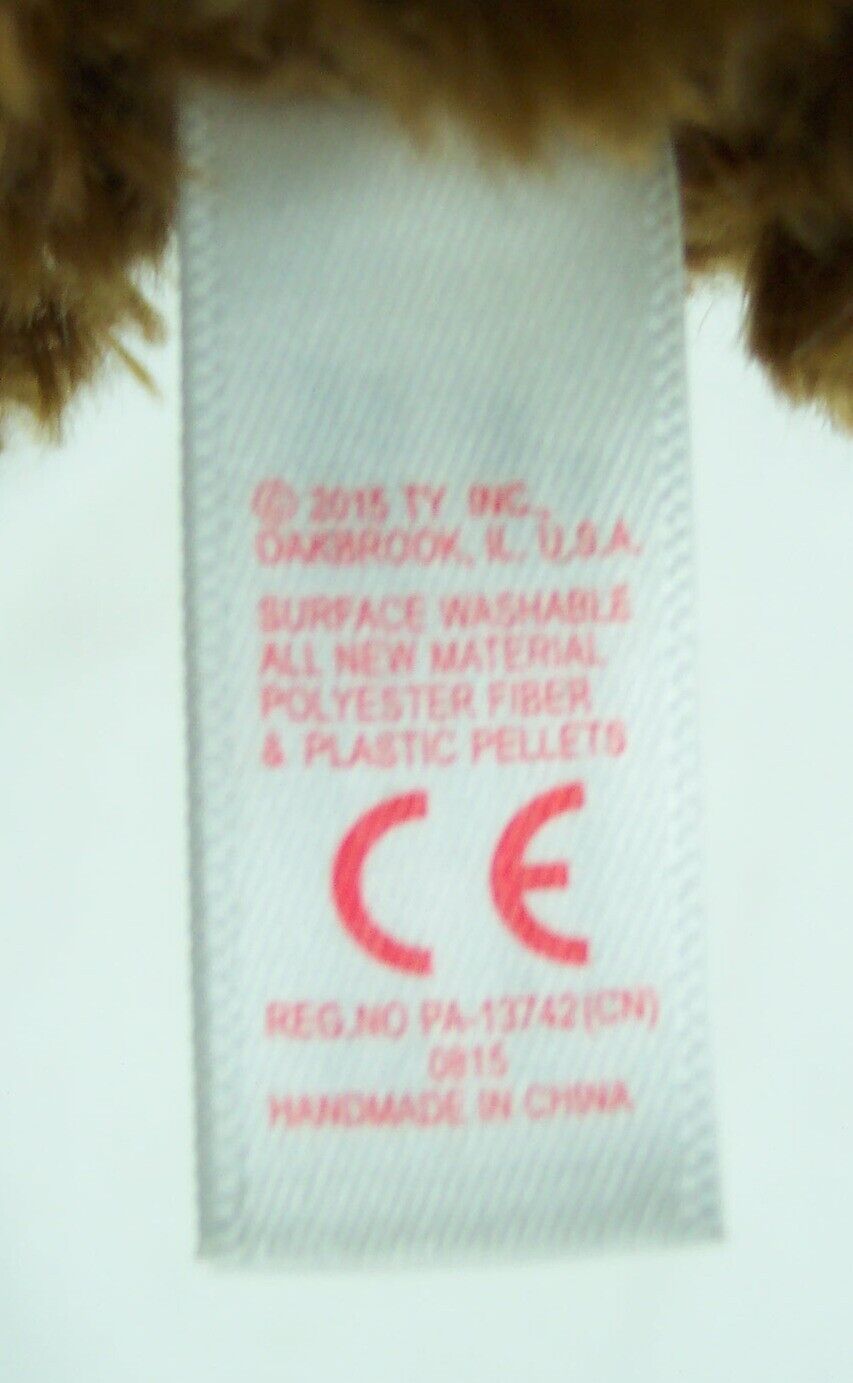 © 2015 TY INC.,
OAKBROOK, IL. U.S.A.
SURFACE WASHABLE
ALL NEW MATERIAL
POLYESTER FIBER
& PLASTIC PELLETS
CE
REG.NO PA-13742(CN)
0815
HANDMADE IN CHINA